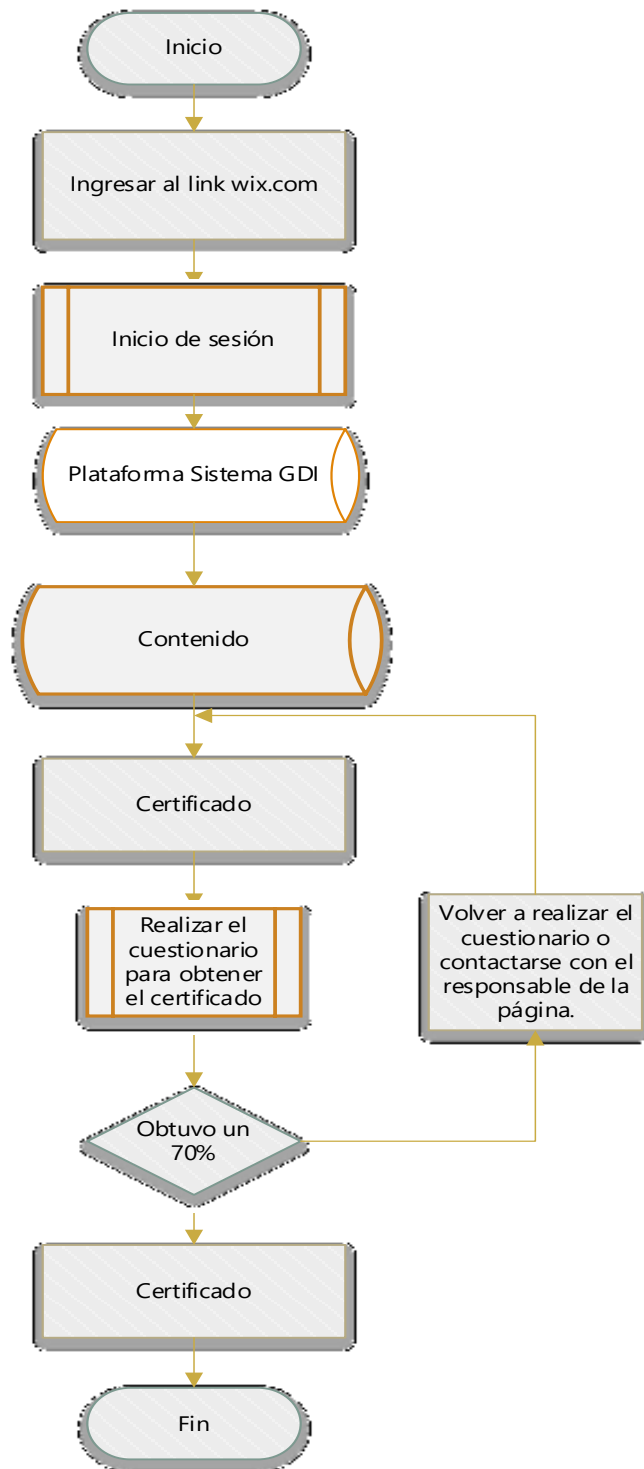 Inicio
Ingresar al link wix.com
Inicio de sesión
Plataforma Sistema GDI
Contenido
Certificado
Realizar el
cuestionario
para obtener
el certificado
Volver a realizar el
cuestionario o
contactarse con el
responsable de la
página.
Obtuvo un
70%
Certificado
Fin